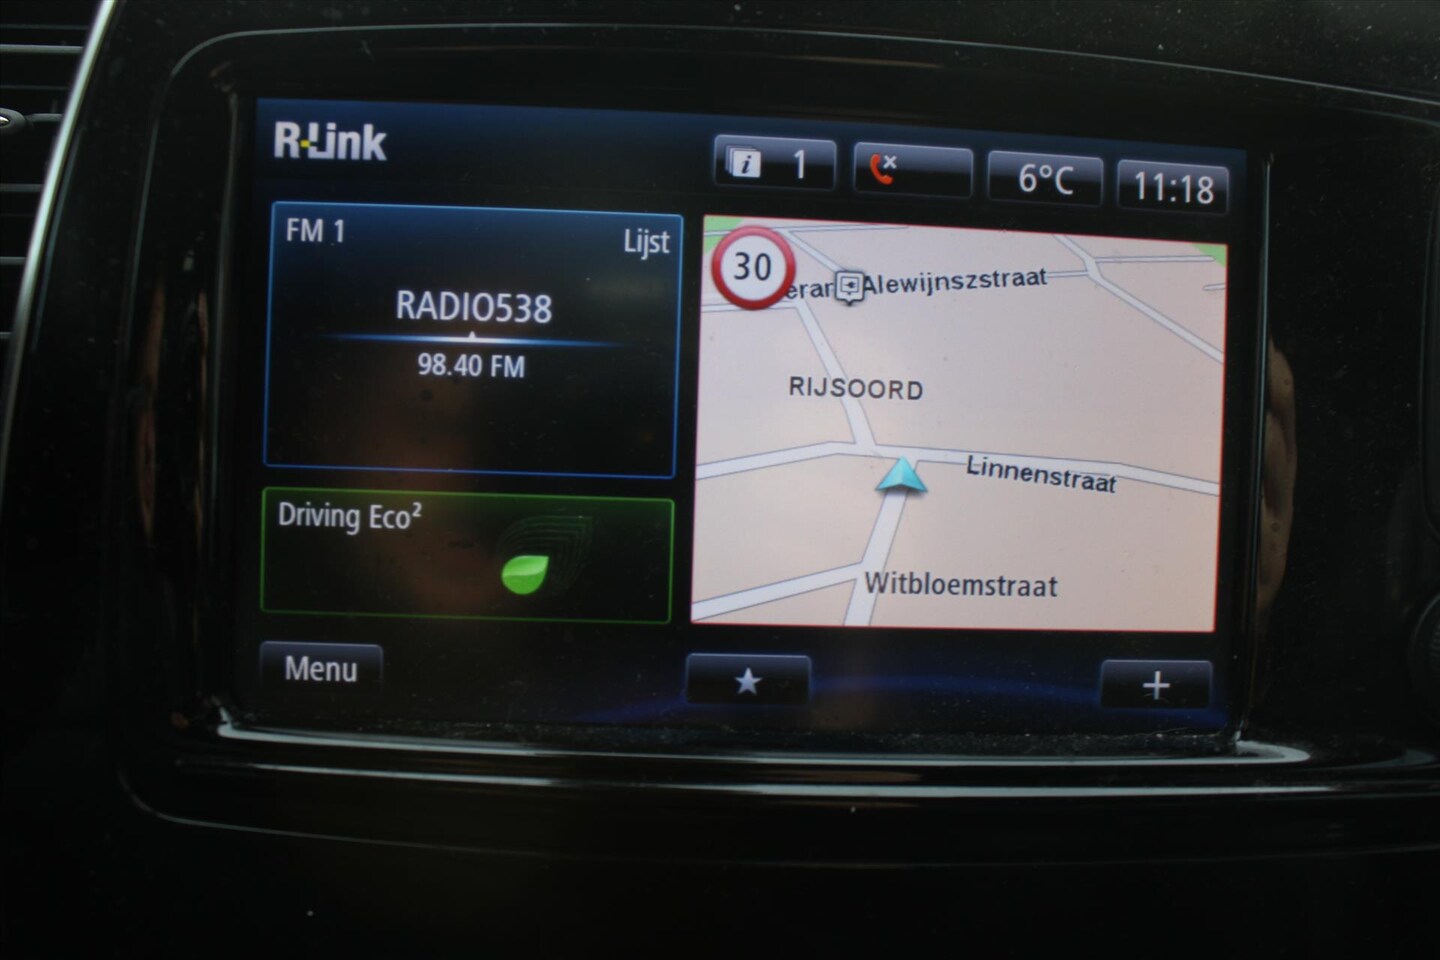 R-Link
i 1
6°C
11:18
FM 1
Lijst
RADIO538
98.40 FM
30
Alewijnszstraat
RIJSOORD
Linnenstraat
Witbloemstraat
Driving Eco²
Menu
+